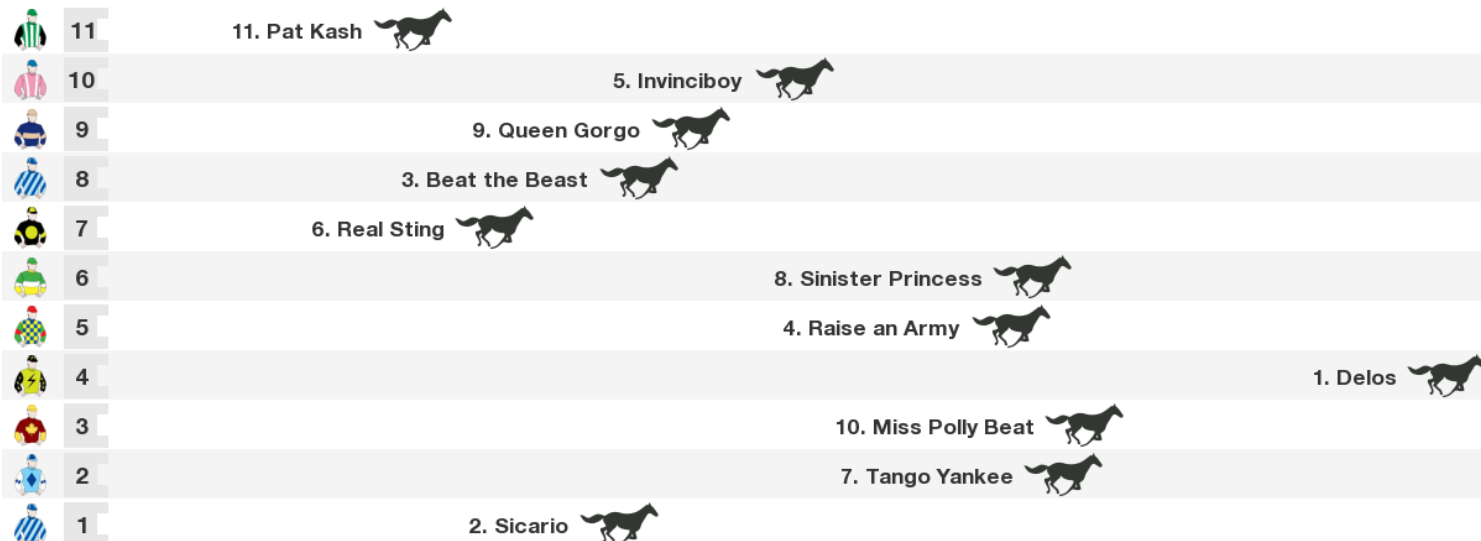 11 11. Pat Kash
10 5. Invinciboy
9 9. Queen Gorgo
8 3. Beat the Beast
7 6. Real Sting
6 8. Sinister Princess
5 4. Raise an Army
4 1. Delos
3 10. Miss Polly Beat
2 7. Tango Yankee
1 2. Sicario